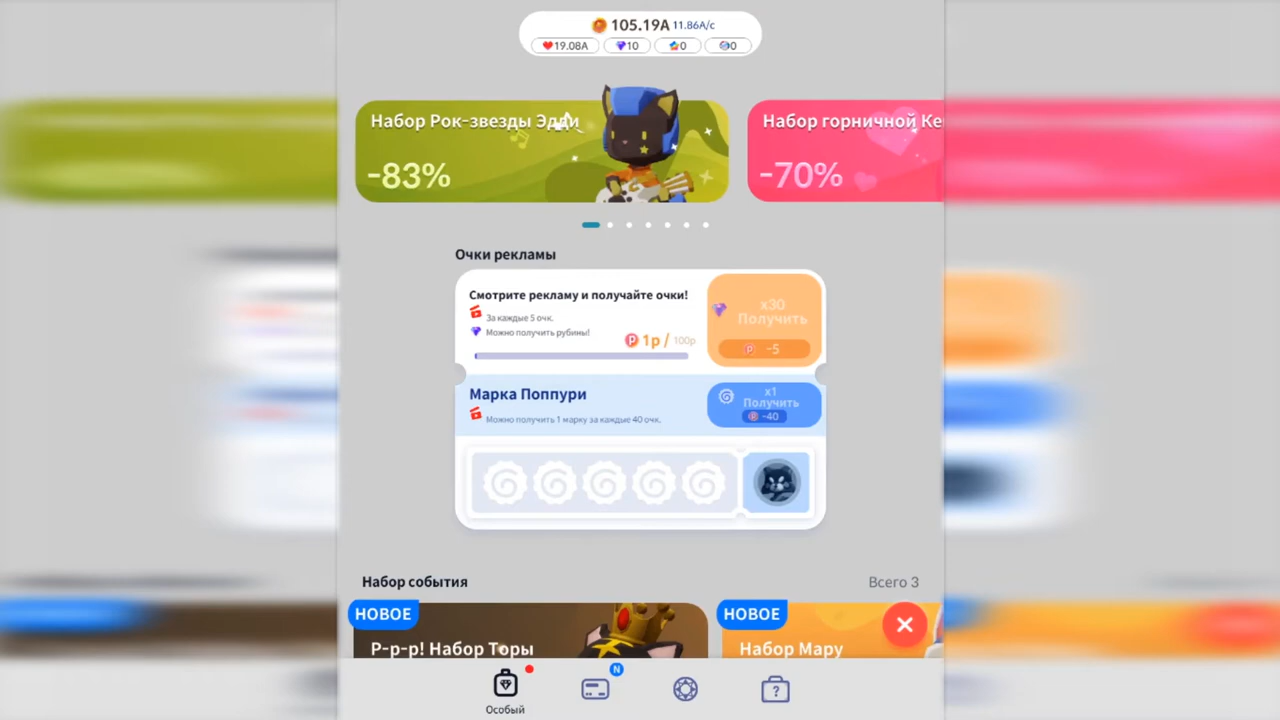 105.19A 11.86A/c
19.08A 10 0 0
Набор Рок-звезды Эдди
-83%
Набор горничной Ке
-70%
Очки рекламы
Смотрите рекламу и получайте очки!
За каждые 5 очк.
Можно получить рубины!
P 1p / 100p
x30
Получить
P -5
Марка Поппури
Можно получить 1 марку за каждые 40 очк.
x1
Получить
P -40
Набор события
Всего 3
НОВОЕ
Р-р-р! Набор Торы
НОВОЕ
Набор Мару
N
Особый